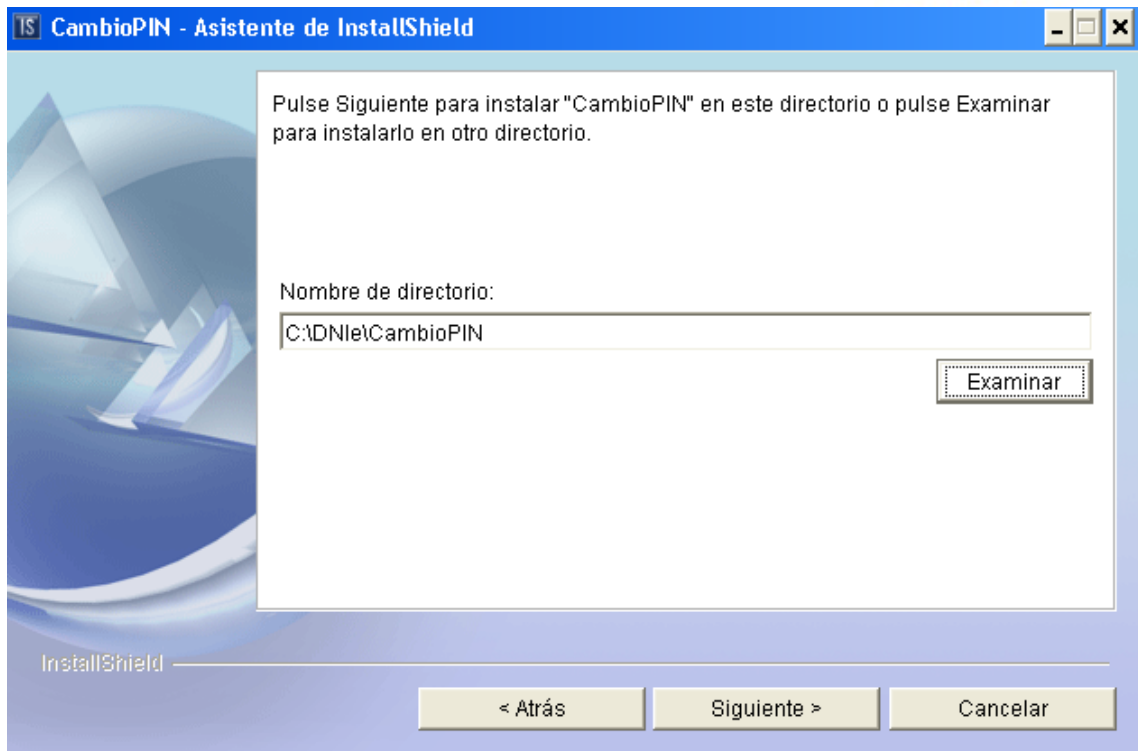 IS CambioPIN - Asistente de InstallShield
Pulse Siguiente para instalar "CambioPIN" en este directorio o pulse Examinar
para instalarlo en otro directorio.
Nombre de directorio:
C:\DNIe\CambioPIN
Examinar
InstallShield
< Atrás
Siguiente >
Cancelar